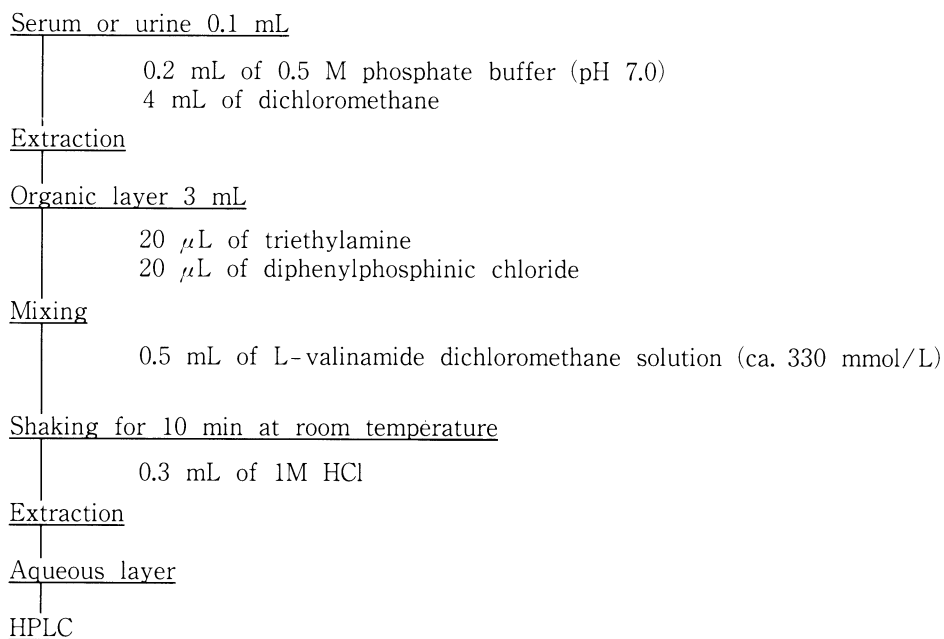 Serum or urine 0.1 mL
0.2 mL of 0.5 M phosphate buffer (pH 7.0)
4 mL of dichloromethane
Extraction
Organic layer 3 mL
20 μL of triethylamine
20 μL of diphenylphosphinic chloride
Mixing
0.5 mL of L-valinamide dichloromethane solution (ca. 330 mmol/L)
Shaking for 10 min at room temperature
0.3 mL of 1M HCl
Extraction
Aqueous layer
HPLC